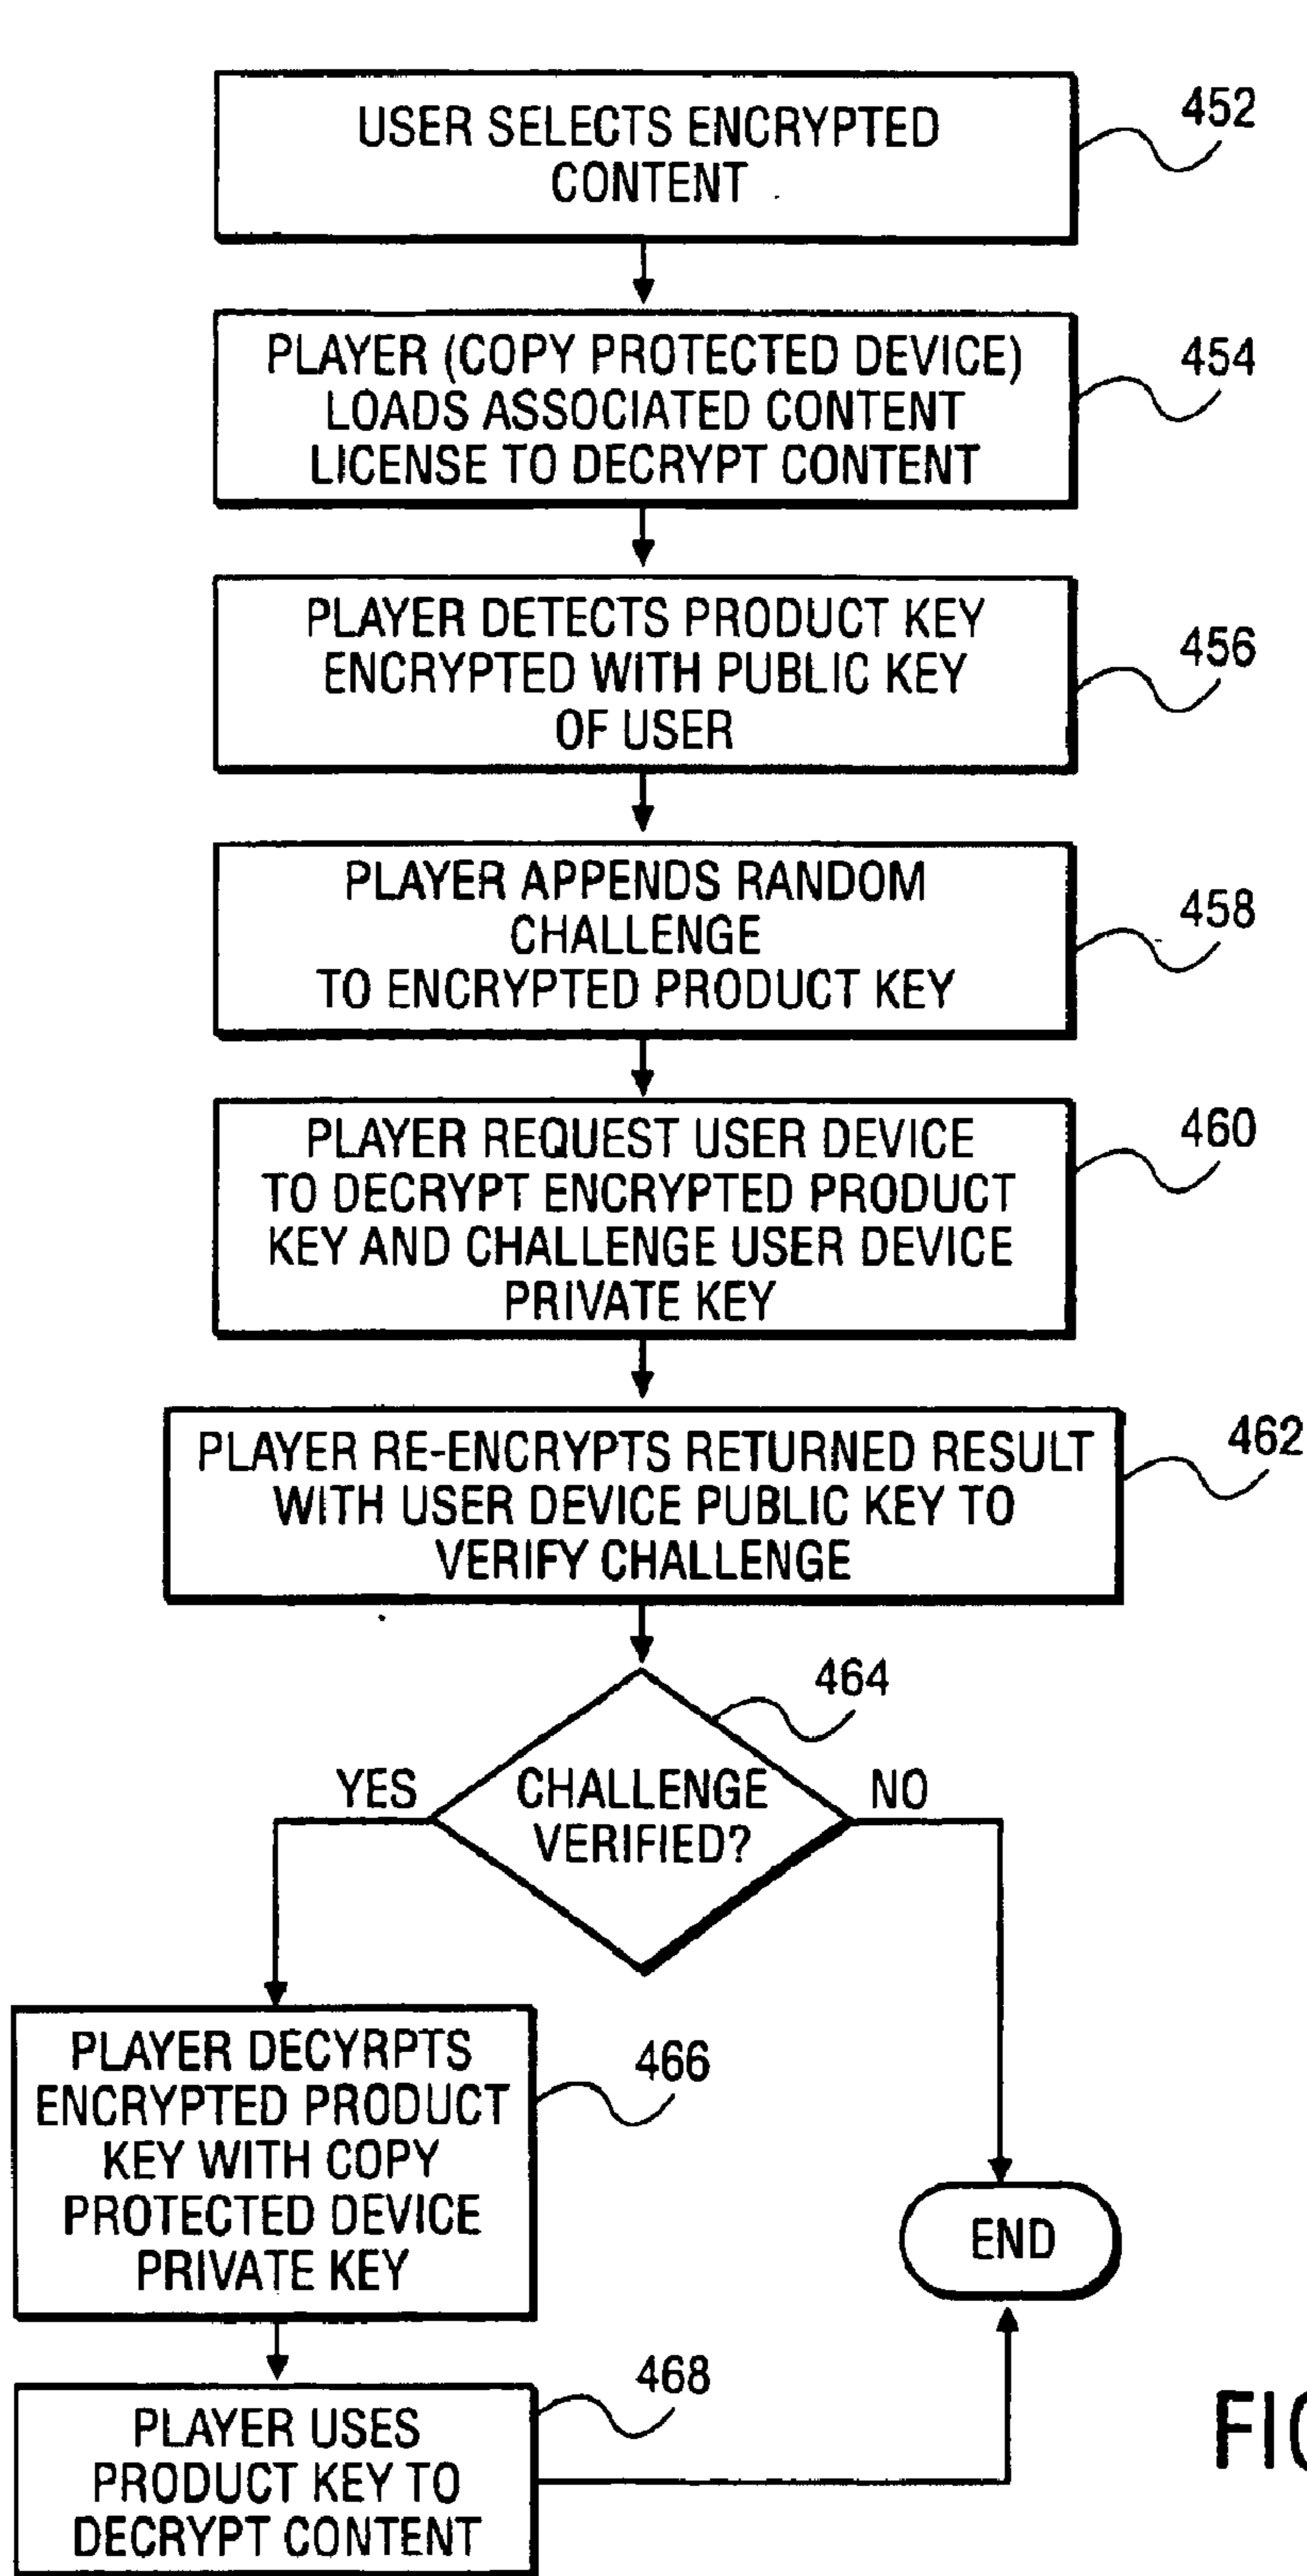 USER SELECTS ENCRYPTED
CONTENT
452
PLAYER (COPY PROTECTED DEVICE)
LOADS ASSOCIATED CONTENT
LICENSE TO DECRYPT CONTENT
454
PLAYER DETECTS PRODUCT KEY
ENCRYPTED WITH PUBLIC KEY
OF USER
456
PLAYER APPENDS RANDOM
CHALLENGE
TO ENCRYPTED PRODUCT KEY
458
PLAYER REQUEST USER DEVICE
TO DECRYPT ENCRYPTED PRODUCT
KEY AND CHALLENGE USER DEVICE
PRIVATE KEY
460
PLAYER RE-ENCRYPTS RETURNED RESULT
WITH USER DEVICE PUBLIC KEY TO
VERIFY CHALLENGE
462
464
YES
CHALLENGE
VERIFIED?
NO
PLAYER DECYRPTS
ENCRYPTED PRODUCT
KEY WITH COPY
PROTECTED DEVICE
PRIVATE KEY
466
END
PLAYER USES
PRODUCT KEY TO
DECRYPT CONTENT
468